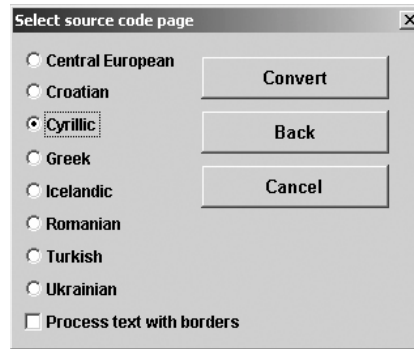 Select source code page
Central European
Croatian
Cyrillic
Greek
Icelandic
Romanian
Turkish
Ukrainian
Process text with borders
Convert
Back
Cancel